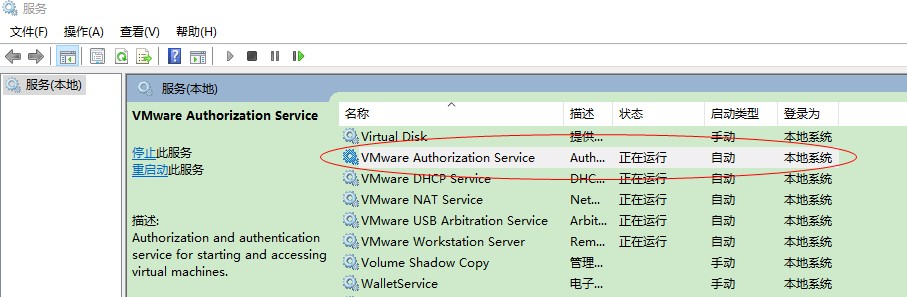 服务
文件(F) 操作(A) 查看(V) 帮助(H)
服务(本地)
服务(本地)
VMware Authorization Service
停止此服务
重启动此服务
描述:
Authorization and authentication
service for starting and accessing
virtual machines.
名称 描述 状态 启动类型 登录为
Virtual Disk 提供... 手动 本地系统
VMware Authorization Service Auth... 正在运行 自动 本地系统
VMware DHCP Service DHC... 正在运行 自动 本地系统
VMware NAT Service Net... 正在运行 自动 本地系统
VMware USB Arbitration Service Arbit... 正在运行 自动 本地系统
VMware Workstation Server Rem... 正在运行 自动 本地系统
Volume Shadow Copy 管理... 手动 本地系统
WalletService 电子... 手动 本地系统